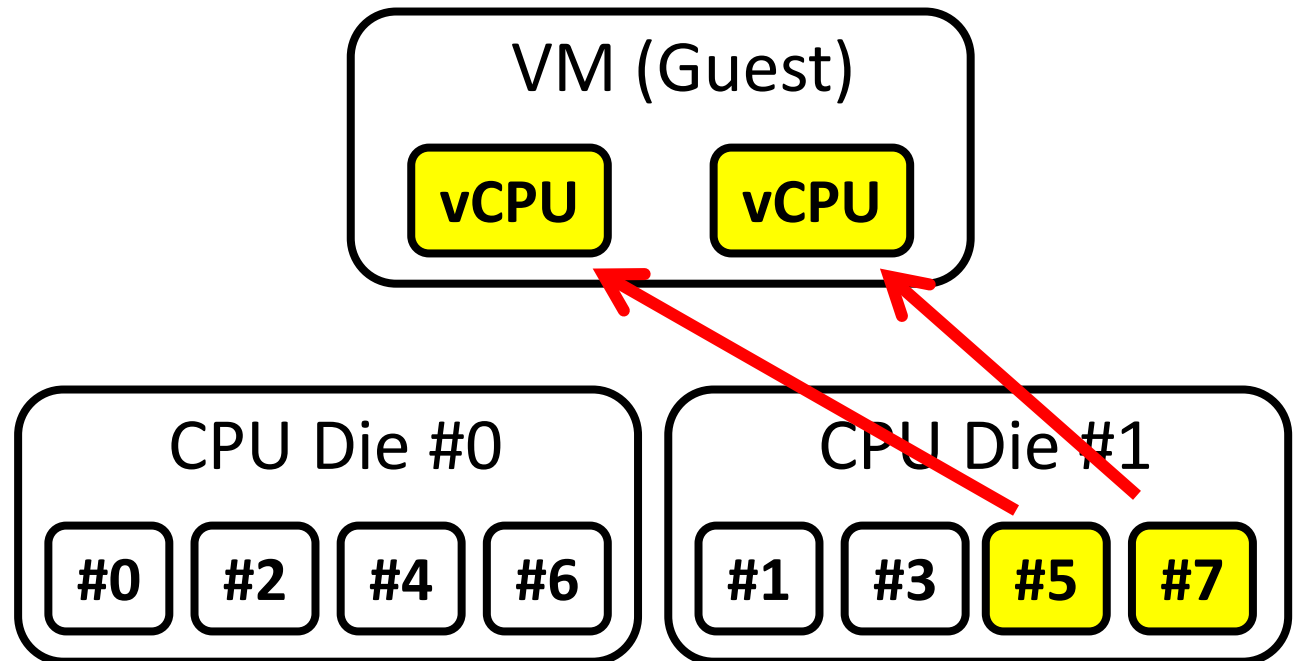 VM (Guest)
vCPU vCPU
CPU Die #0
#0 #2 #4 #6
CPU Die #1
#1 #3 #5 #7